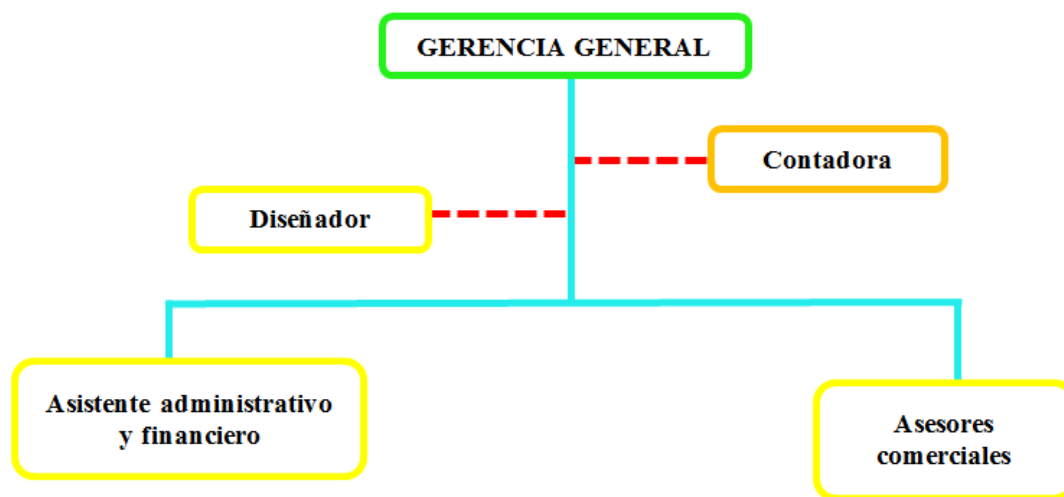 GERENCIA GENERAL
Contadora
Diseñador
Asistente administrativo
y financiero
Asesores
comerciales